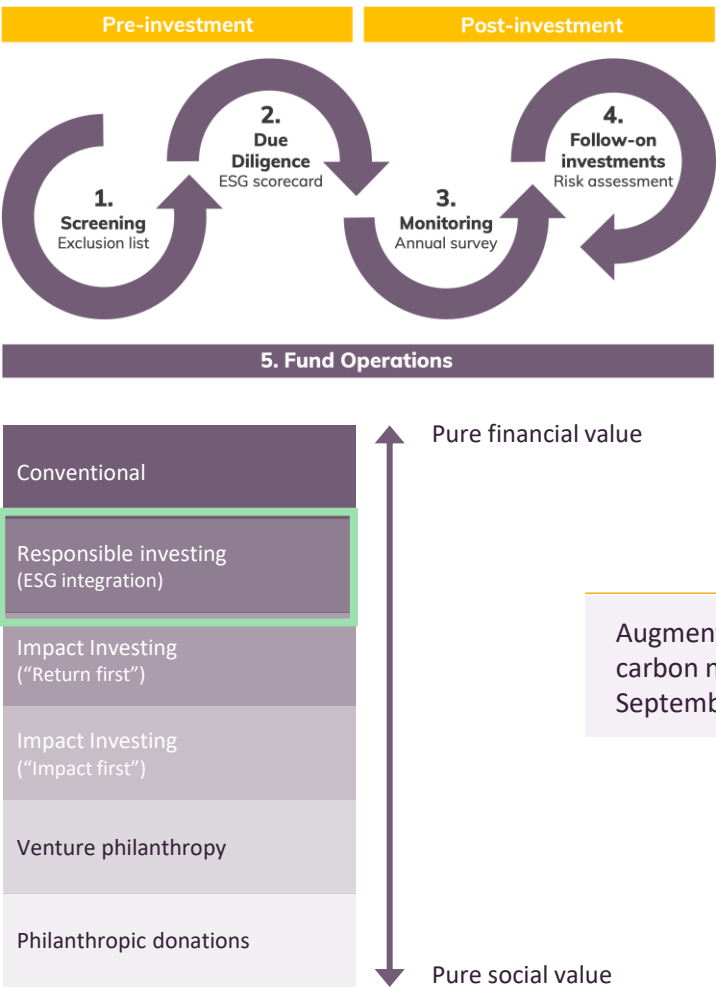 Pre-investment
Post-investment
1.
Screening
Exclusion list
2.
Due
Diligence
ESG scorecard
3.
Monitoring
Annual survey
4.
Follow-on
investments
Risk assessment
5. Fund Operations
Conventional
Responsible investing
(ESG integration)
Impact Investing
(“Return first”)
Impact Investing
(“Impact first”)
Venture philanthropy
Philanthropic donations
Pure financial value
Pure social value
carbon